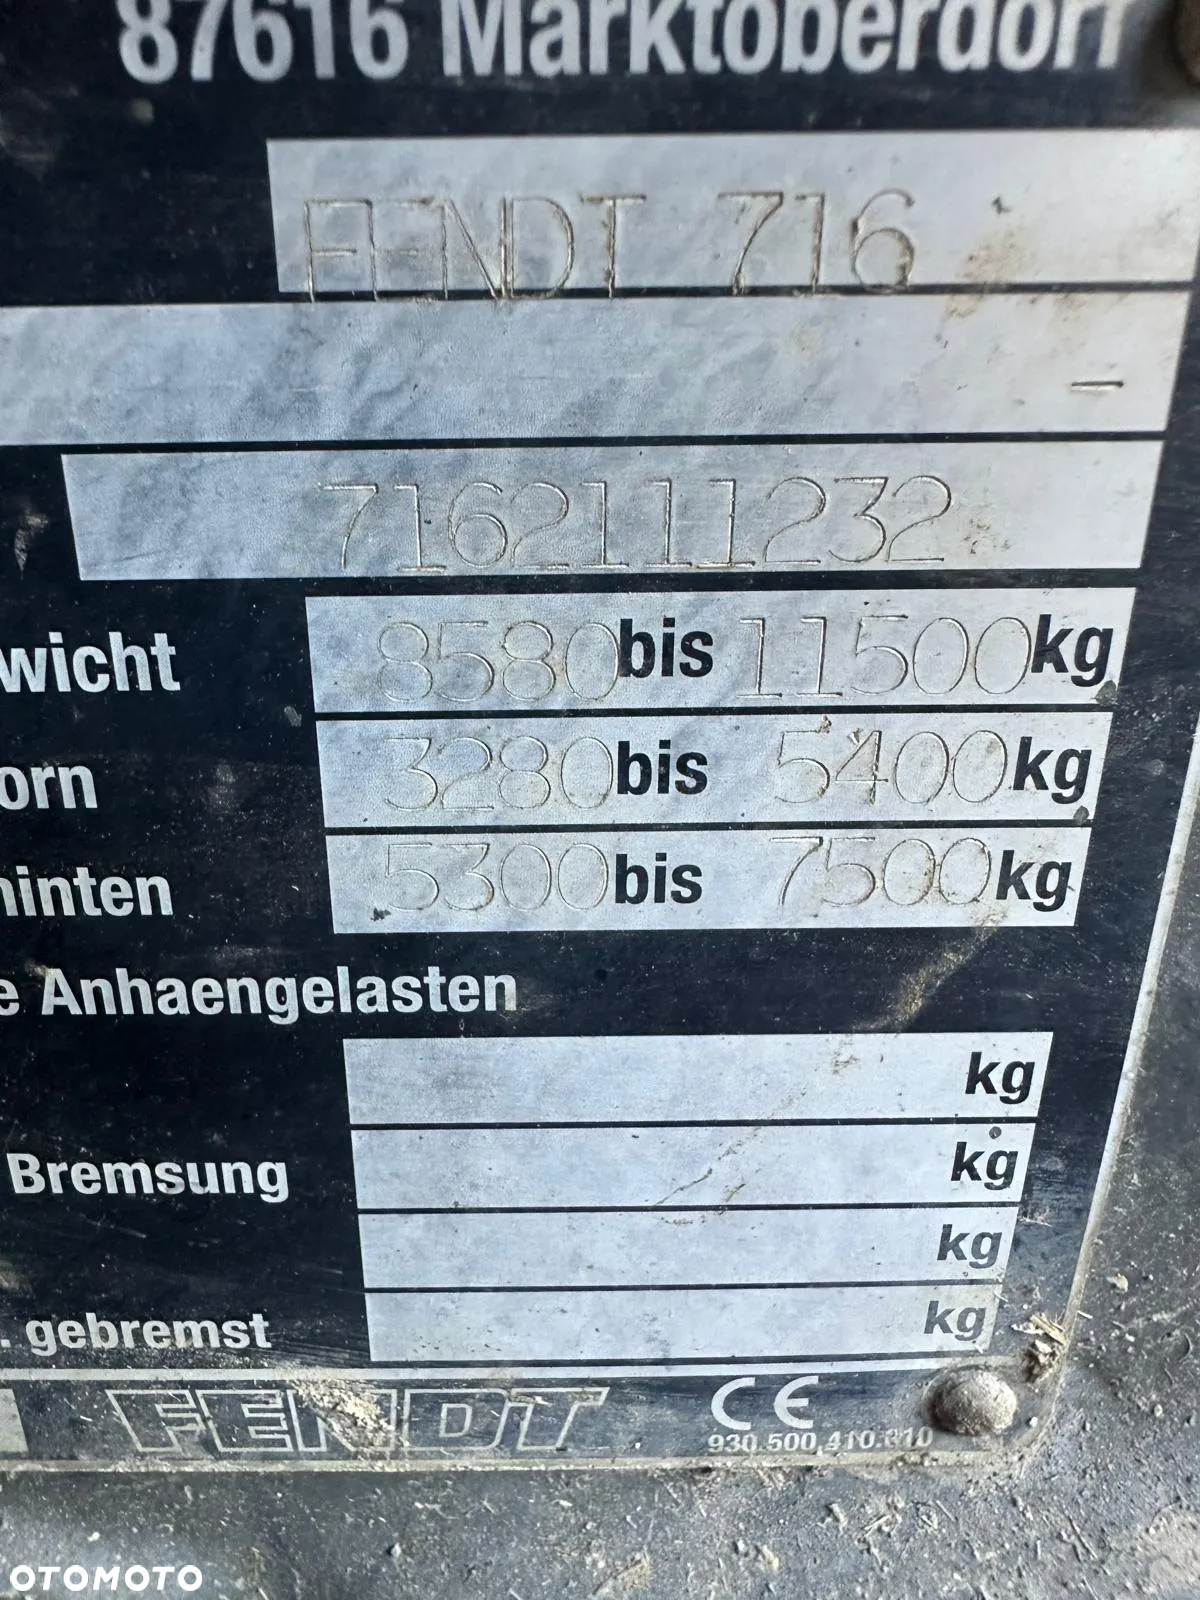 87616 Marktoberdorf
FENDT 716
-
7162111232
wicht 8580 bis 11500 kg
orn 3280 bis 5400 kg
hinten 5300 bis 7500 kg
e Anhaengelasten
kg
Bremsung kg
kg
. gebremst kg
FENDT CE
930.500.410.010
OTOMOTO